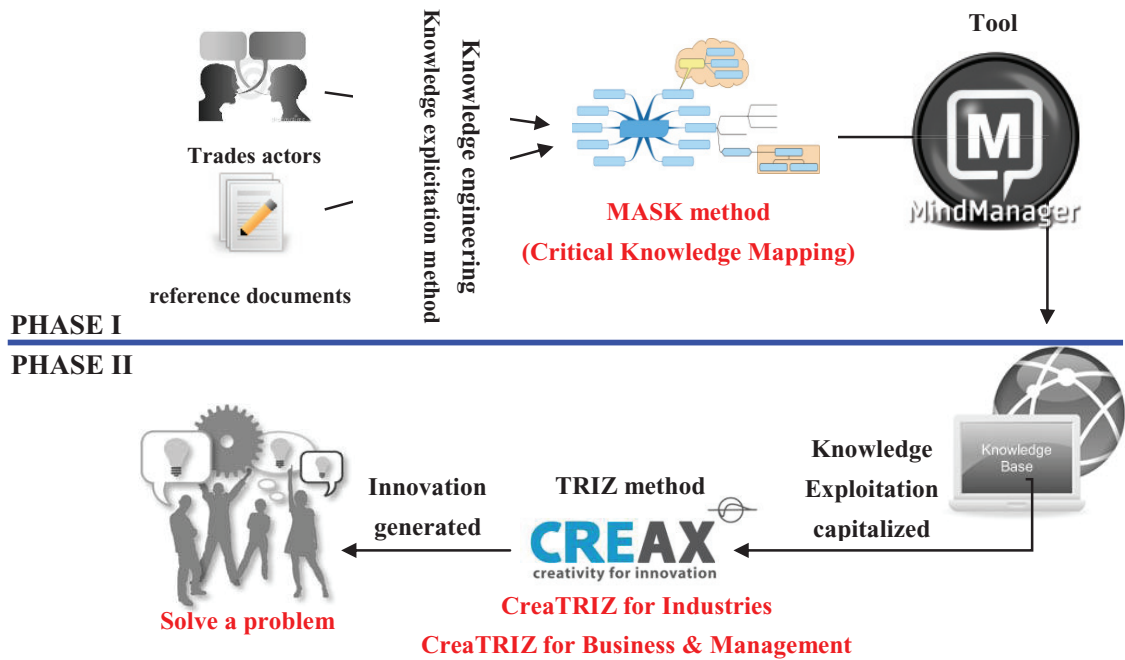 Tool
Trades actors
reference documents
Knowledge engineering
Knowledge explicitation method
MASK method
(Critical Knowledge Mapping)
M
MindManager
PHASE I
PHASE II
Knowledge
Base
Knowledge
Exploitation
capitalized
TRIZ method
CREAX
creativity for innovation
CreaTRIZ for Industries
CreaTRIZ for Business & Management
Innovation
generated
Solve a problem